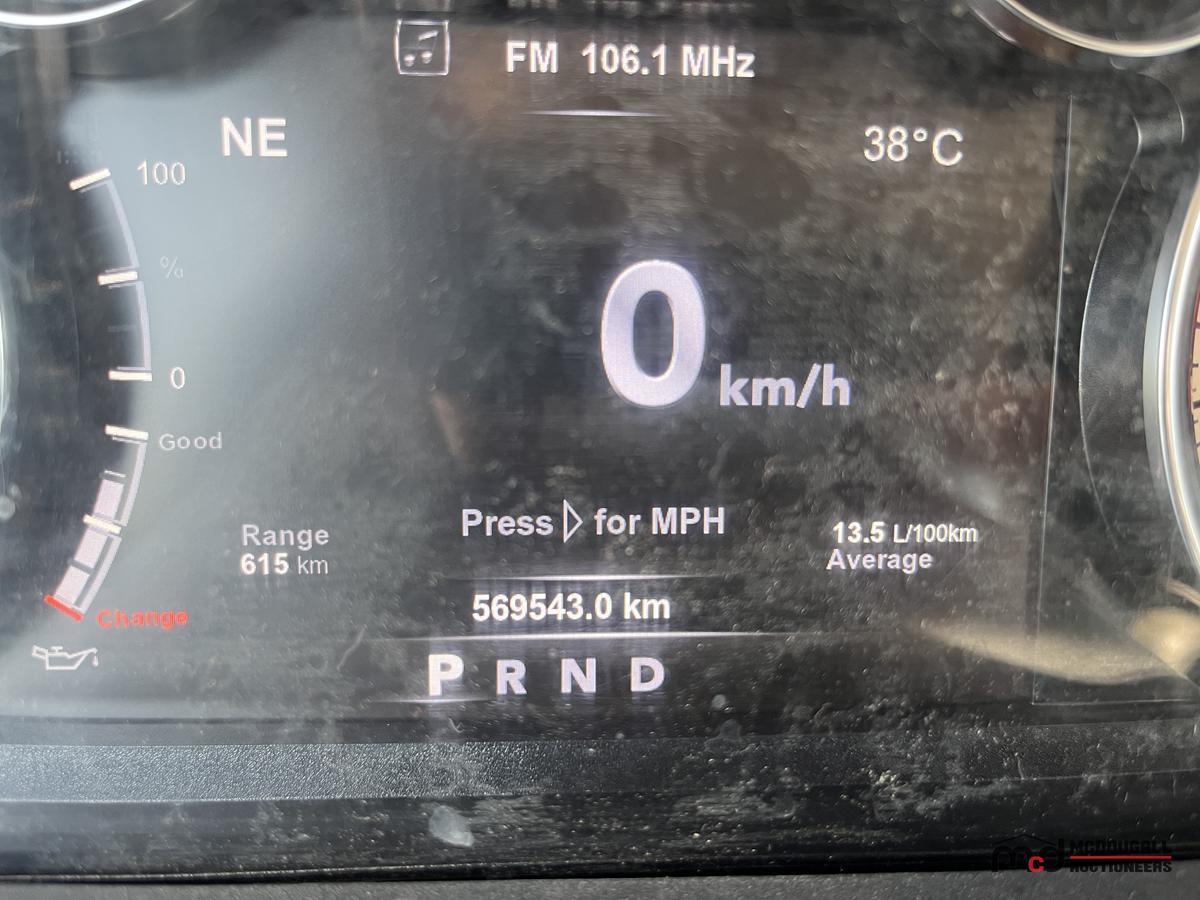 FM 106.1 MHz
NE
38°C
100
%
0
km/h
0
Good
Press ▷ for MPH
Range
615 km
13.5 L/100km
Average
569543.0 km
Change
P R N D
mcd MCDOUGALL
AUCTIONEERS